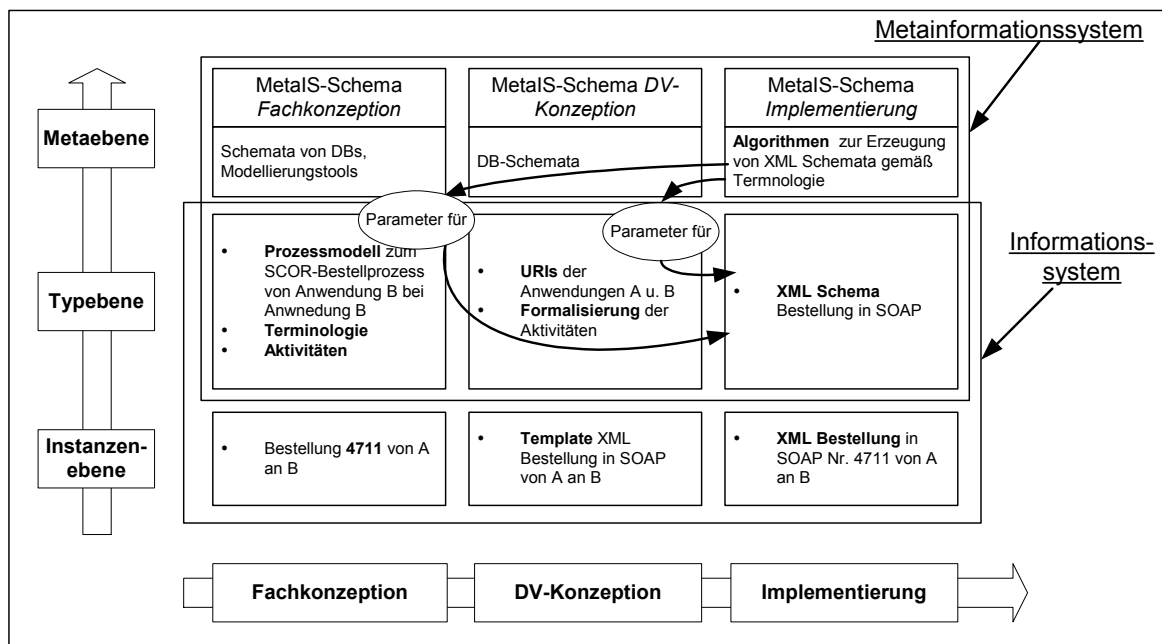 Metainformationssystem
MetaIS-Schema
Fachkonzeption
MetaIS-Schema DV-
Konzeption
MetaIS-Schema
Implementierung
Metaebene
Schemata von DBs,
Modellierungstools
DB-Schemata
Algorithmen zur Erzeugung
von XML Schemata gemäß
Termnologie
Parameter für
Parameter für
Informations-
system
Typebene
• Prozessmodell zum
SCOR-Bestellprozess
von Anwendung B bei
Anwnedung B
• Terminologie
• Aktivitäten
• URIs der
Anwendungen A u. B
• Formalisierung der
Aktivitäten
• XML Schema
Bestellung in SOAP
Instanzen-
ebene
• Bestellung 4711 von A
an B
• Template XML
Bestellung in SOAP
von A an B
• XML Bestellung in
SOAP Nr. 4711 von A
an B
Fachkonzeption
DV-Konzeption
Implementierung